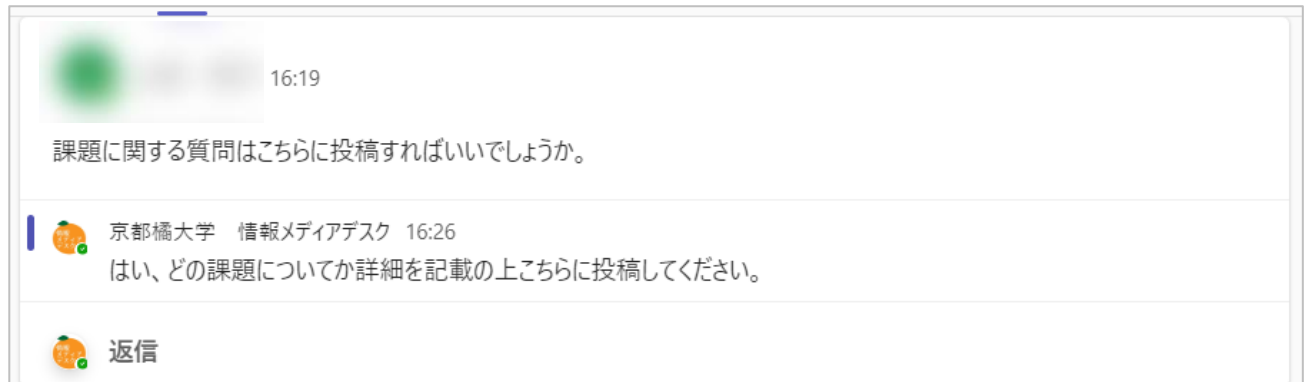 16:19
課題に関する質問はこちらに投稿すればいいでしょうか。
京都橘大学　情報メディアデスク 16:26
はい、どの課題についてか詳細を記載の上こちらに投稿してください。
返信